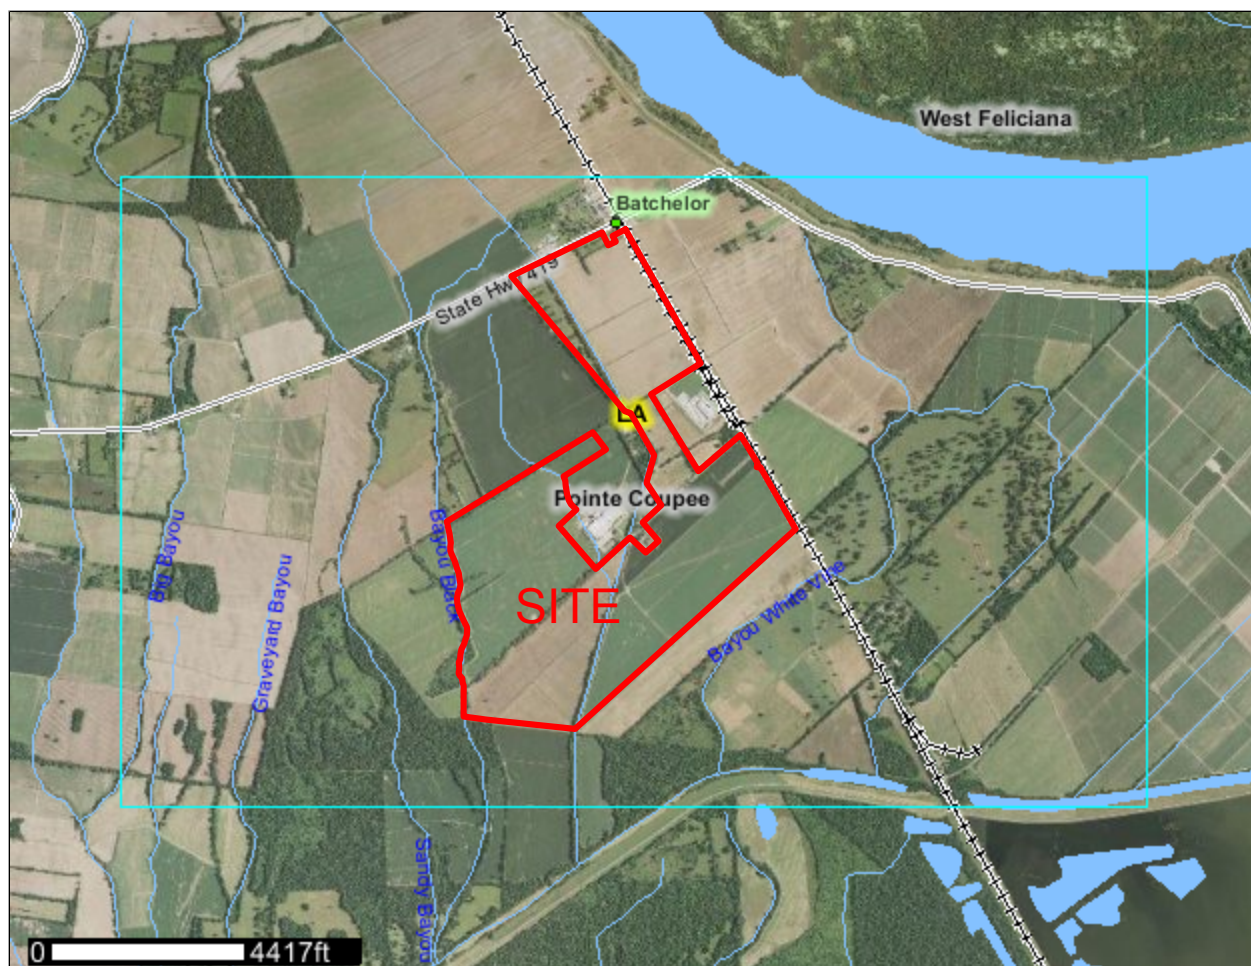 West Feliciana
Batchelor
State Hwy 419
LA
Pointe Coupee
Big Bayou
Graveyard Bayou
Bayou Black
SITE
Bayou White Vine
Sandy Bayou
0 4417ft